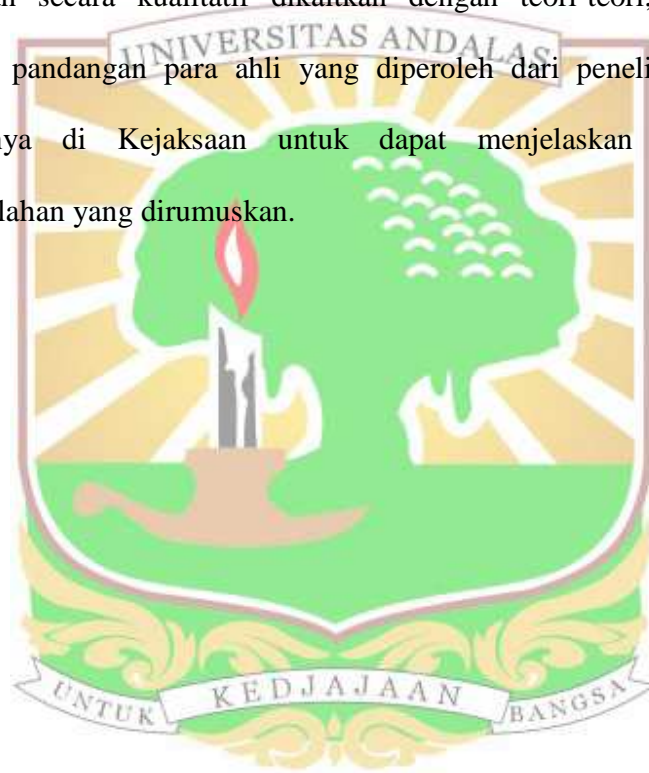 secara kualitatif dikaitkan dengan teori-teori,
UNIVERSITAS ANDALAS
pandangan para ahli yang diperoleh dari peneli
nya di Kejaksaan untuk dapat menjelaskan
lahan yang dirumuskan.
UNTUK KEDJAJAAN BANGSA